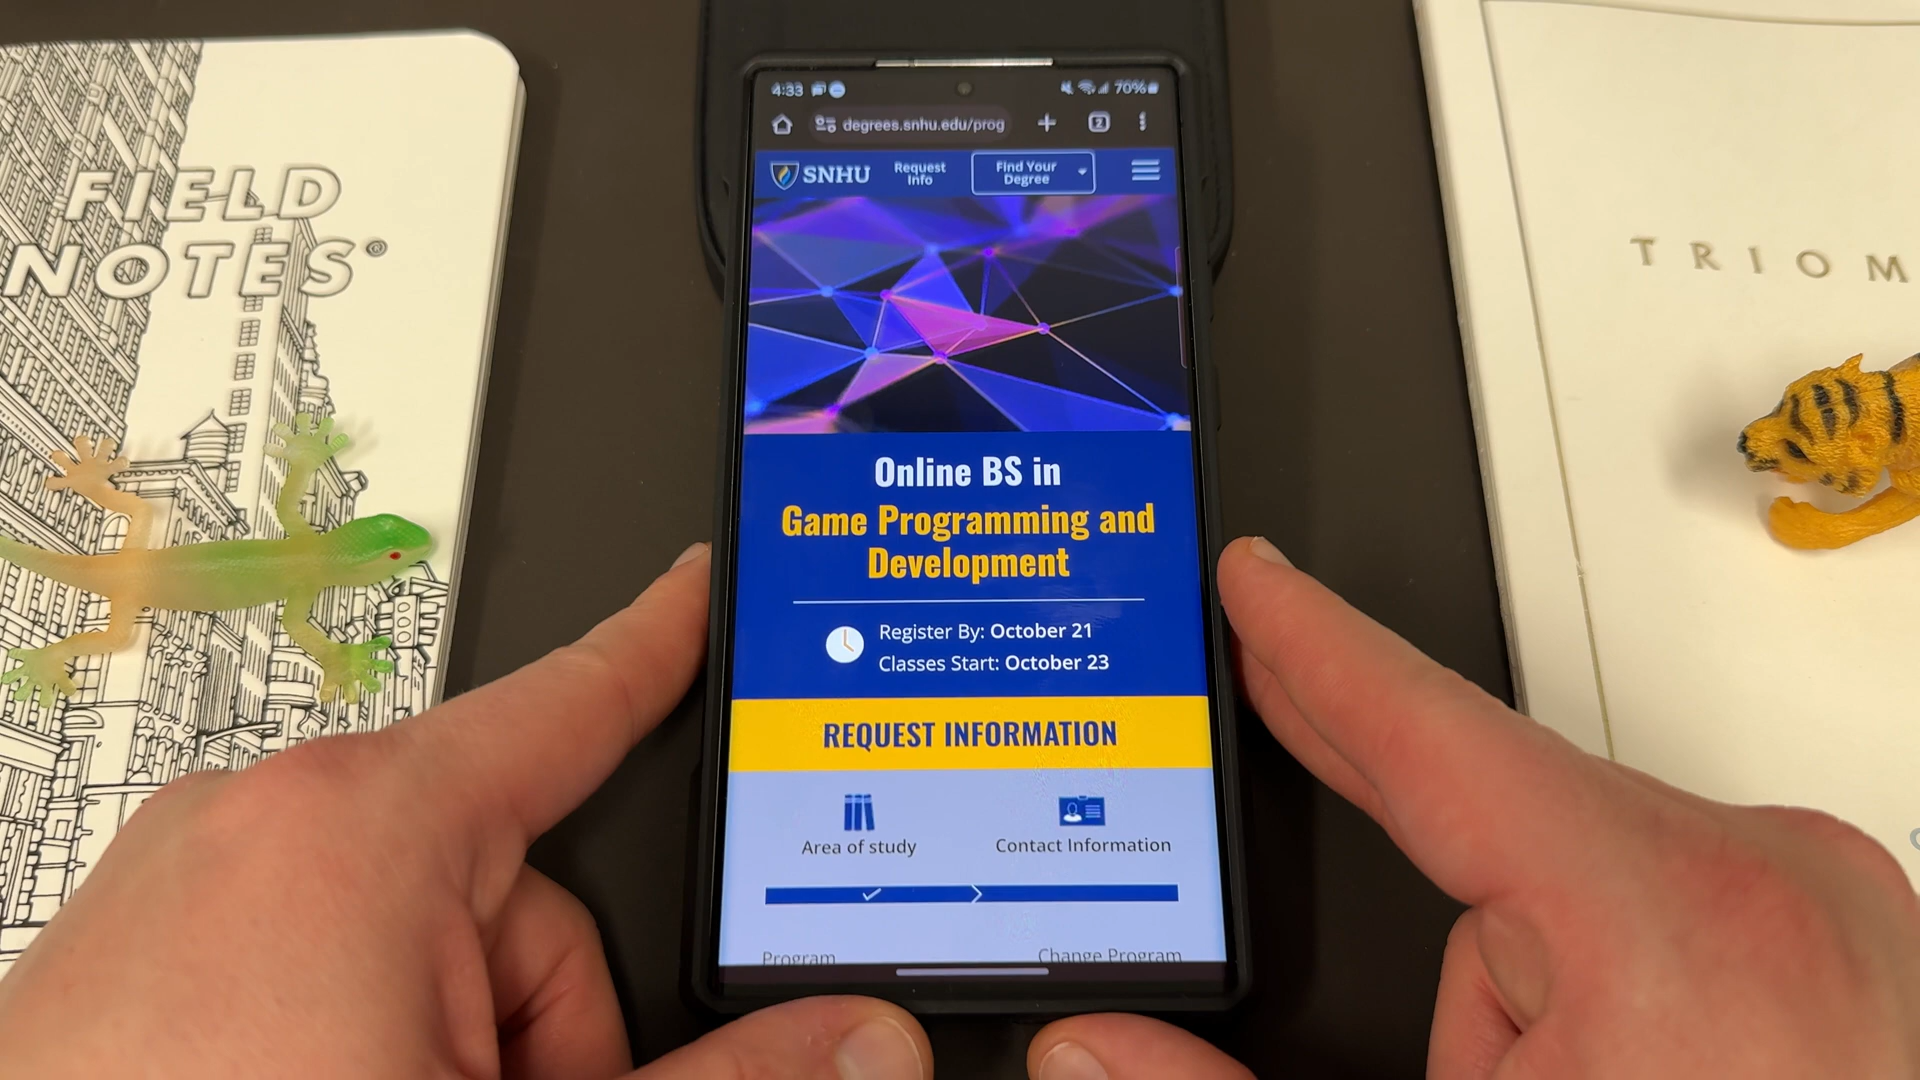 FIELD
NOTES®
4:33
70%
degrees.snhu.edu/prog
2
SNHU
Request
Info
Find Your
Degree
Online BS in
Game Programming and
Development
Register By: October 21
Classes Start: October 23
REQUEST INFORMATION
Area of study
Contact Information
Program
Change Program
TRIOM